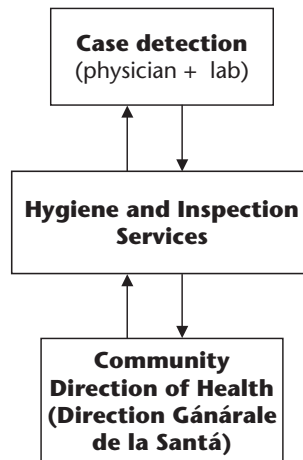 Case detection
(physician + lab)
Hygiene and Inspection
Services
Community
Direction of Health
(Direction Gánárale
de la Santá)